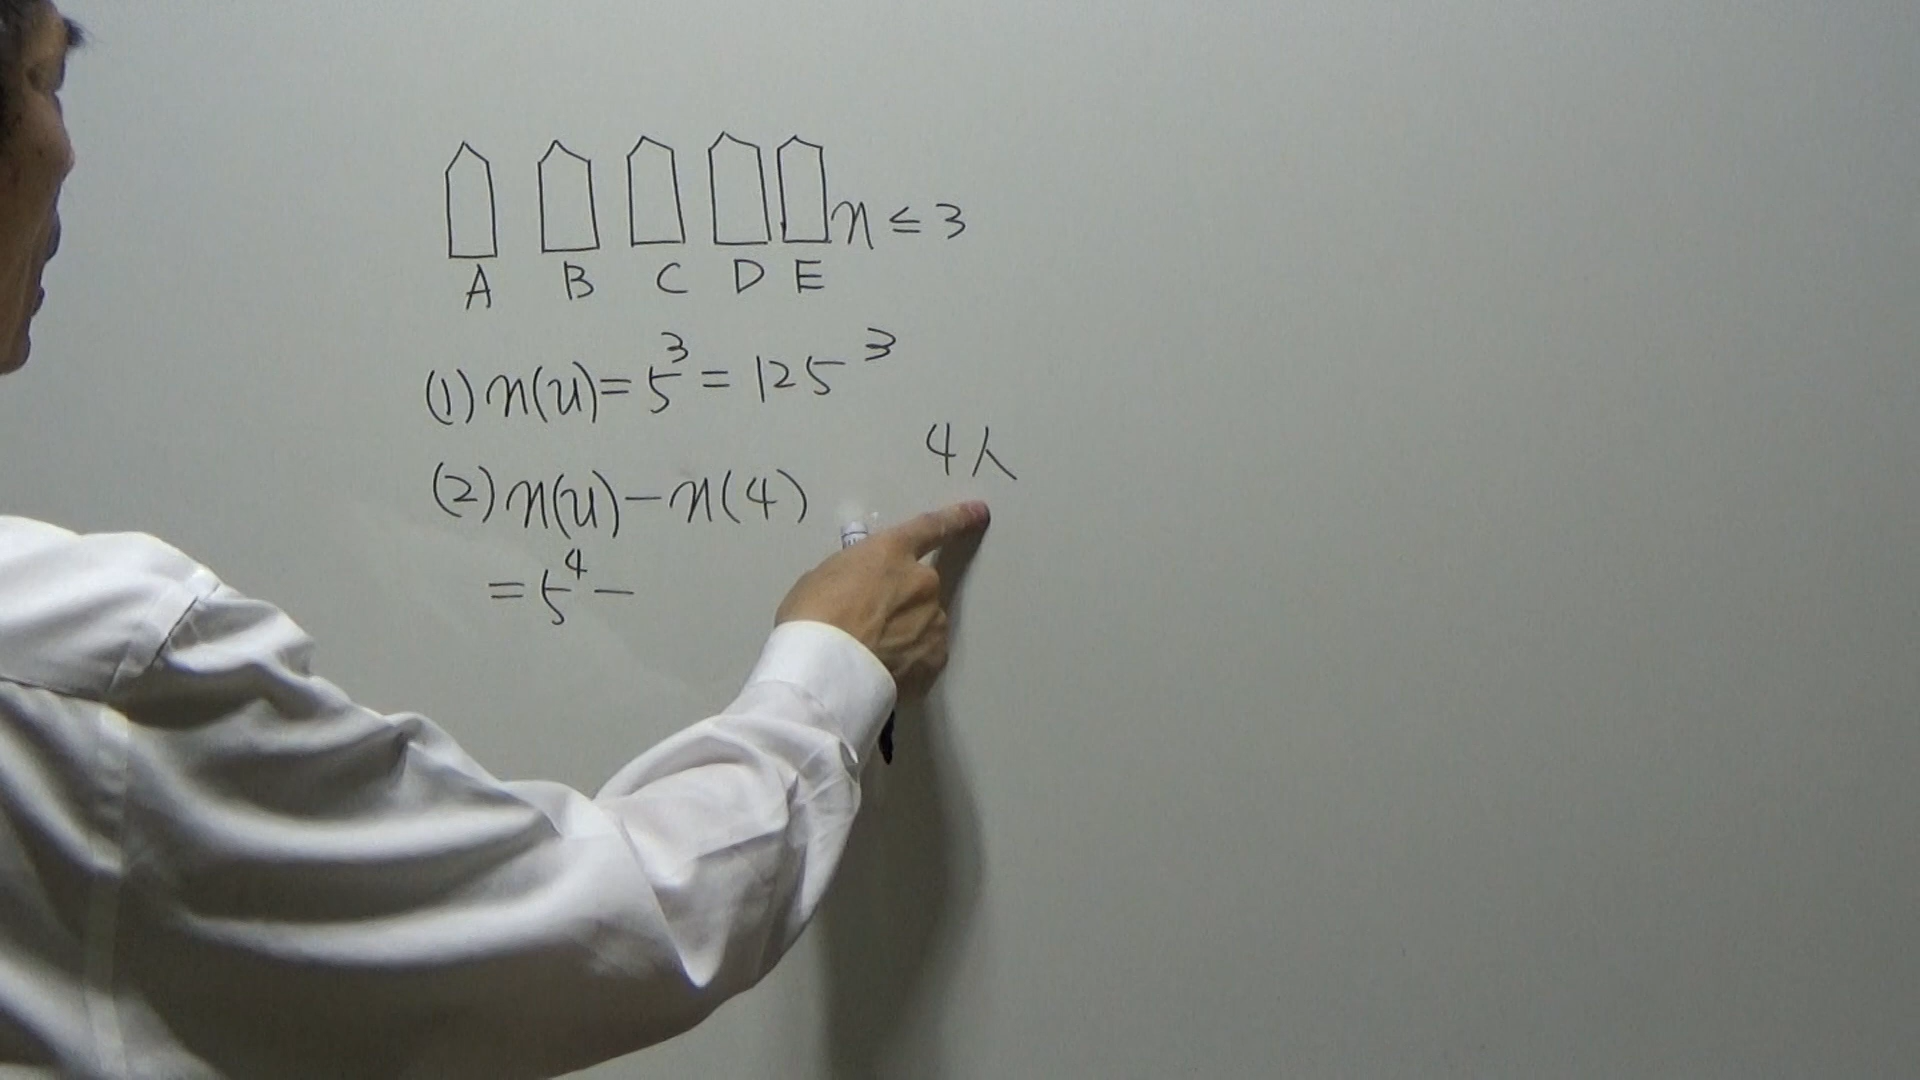 n ≤ 3
A B C D E
(1) n(u) = 5³ = 125 ³
4人
(2) n(u) - n(4)
= 5⁴ -